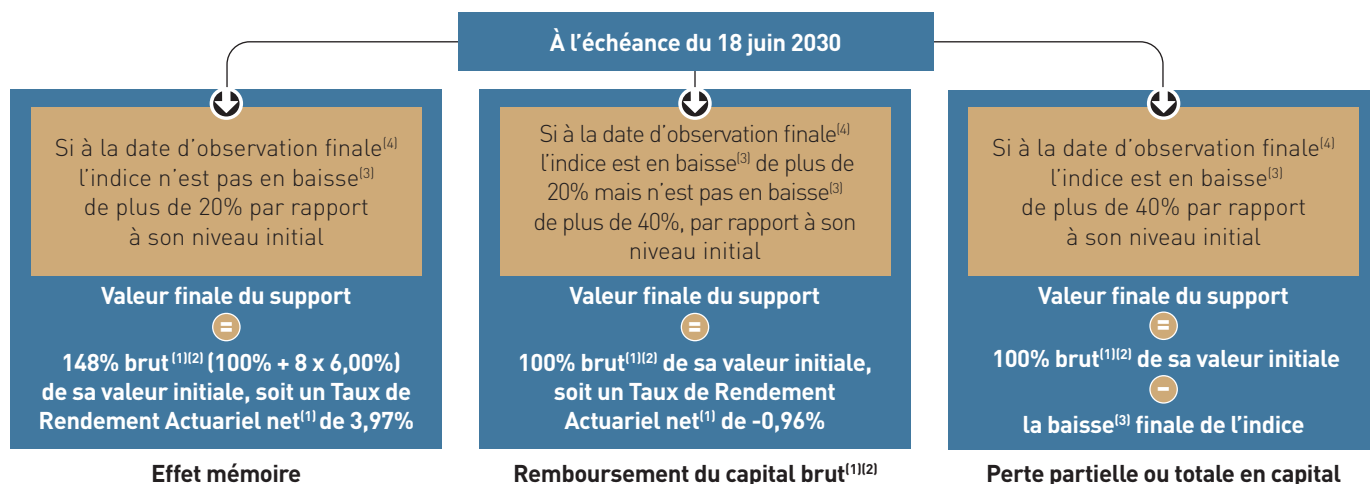 À l’échéance du 18 juin 2030
Si à la date d’observation finale(4)
l’indice n’est pas en baisse(3)
de plus de 20% par rapport
à son niveau initial
Valeur finale du support
=
148% brut(1)(2) (100% + 8 x 6,00%)
de sa valeur initiale, soit un Taux de
Rendement Actuariel net(1) de 3,97%
Effet mémoire
Si à la date d’observation finale(4)
l’indice est en baisse(3) de plus de
20% mais n’est pas en baisse(3)
de plus de 40%, par rapport à son
niveau initial
Valeur finale du support
=
100% brut(1)(2) de sa valeur initiale,
soit un Taux de Rendement
Actuariel net(1) de -0,96%
Remboursement du capital brut(1)(2)
Si à la date d’observation finale(4)
l’indice est en baisse(3)
de plus de 40% par rapport
à son niveau initial
Valeur finale du support
=
100% brut(1)(2) de sa valeur initiale
-
la baisse(3) finale de l’indice
Perte partielle ou totale en capital